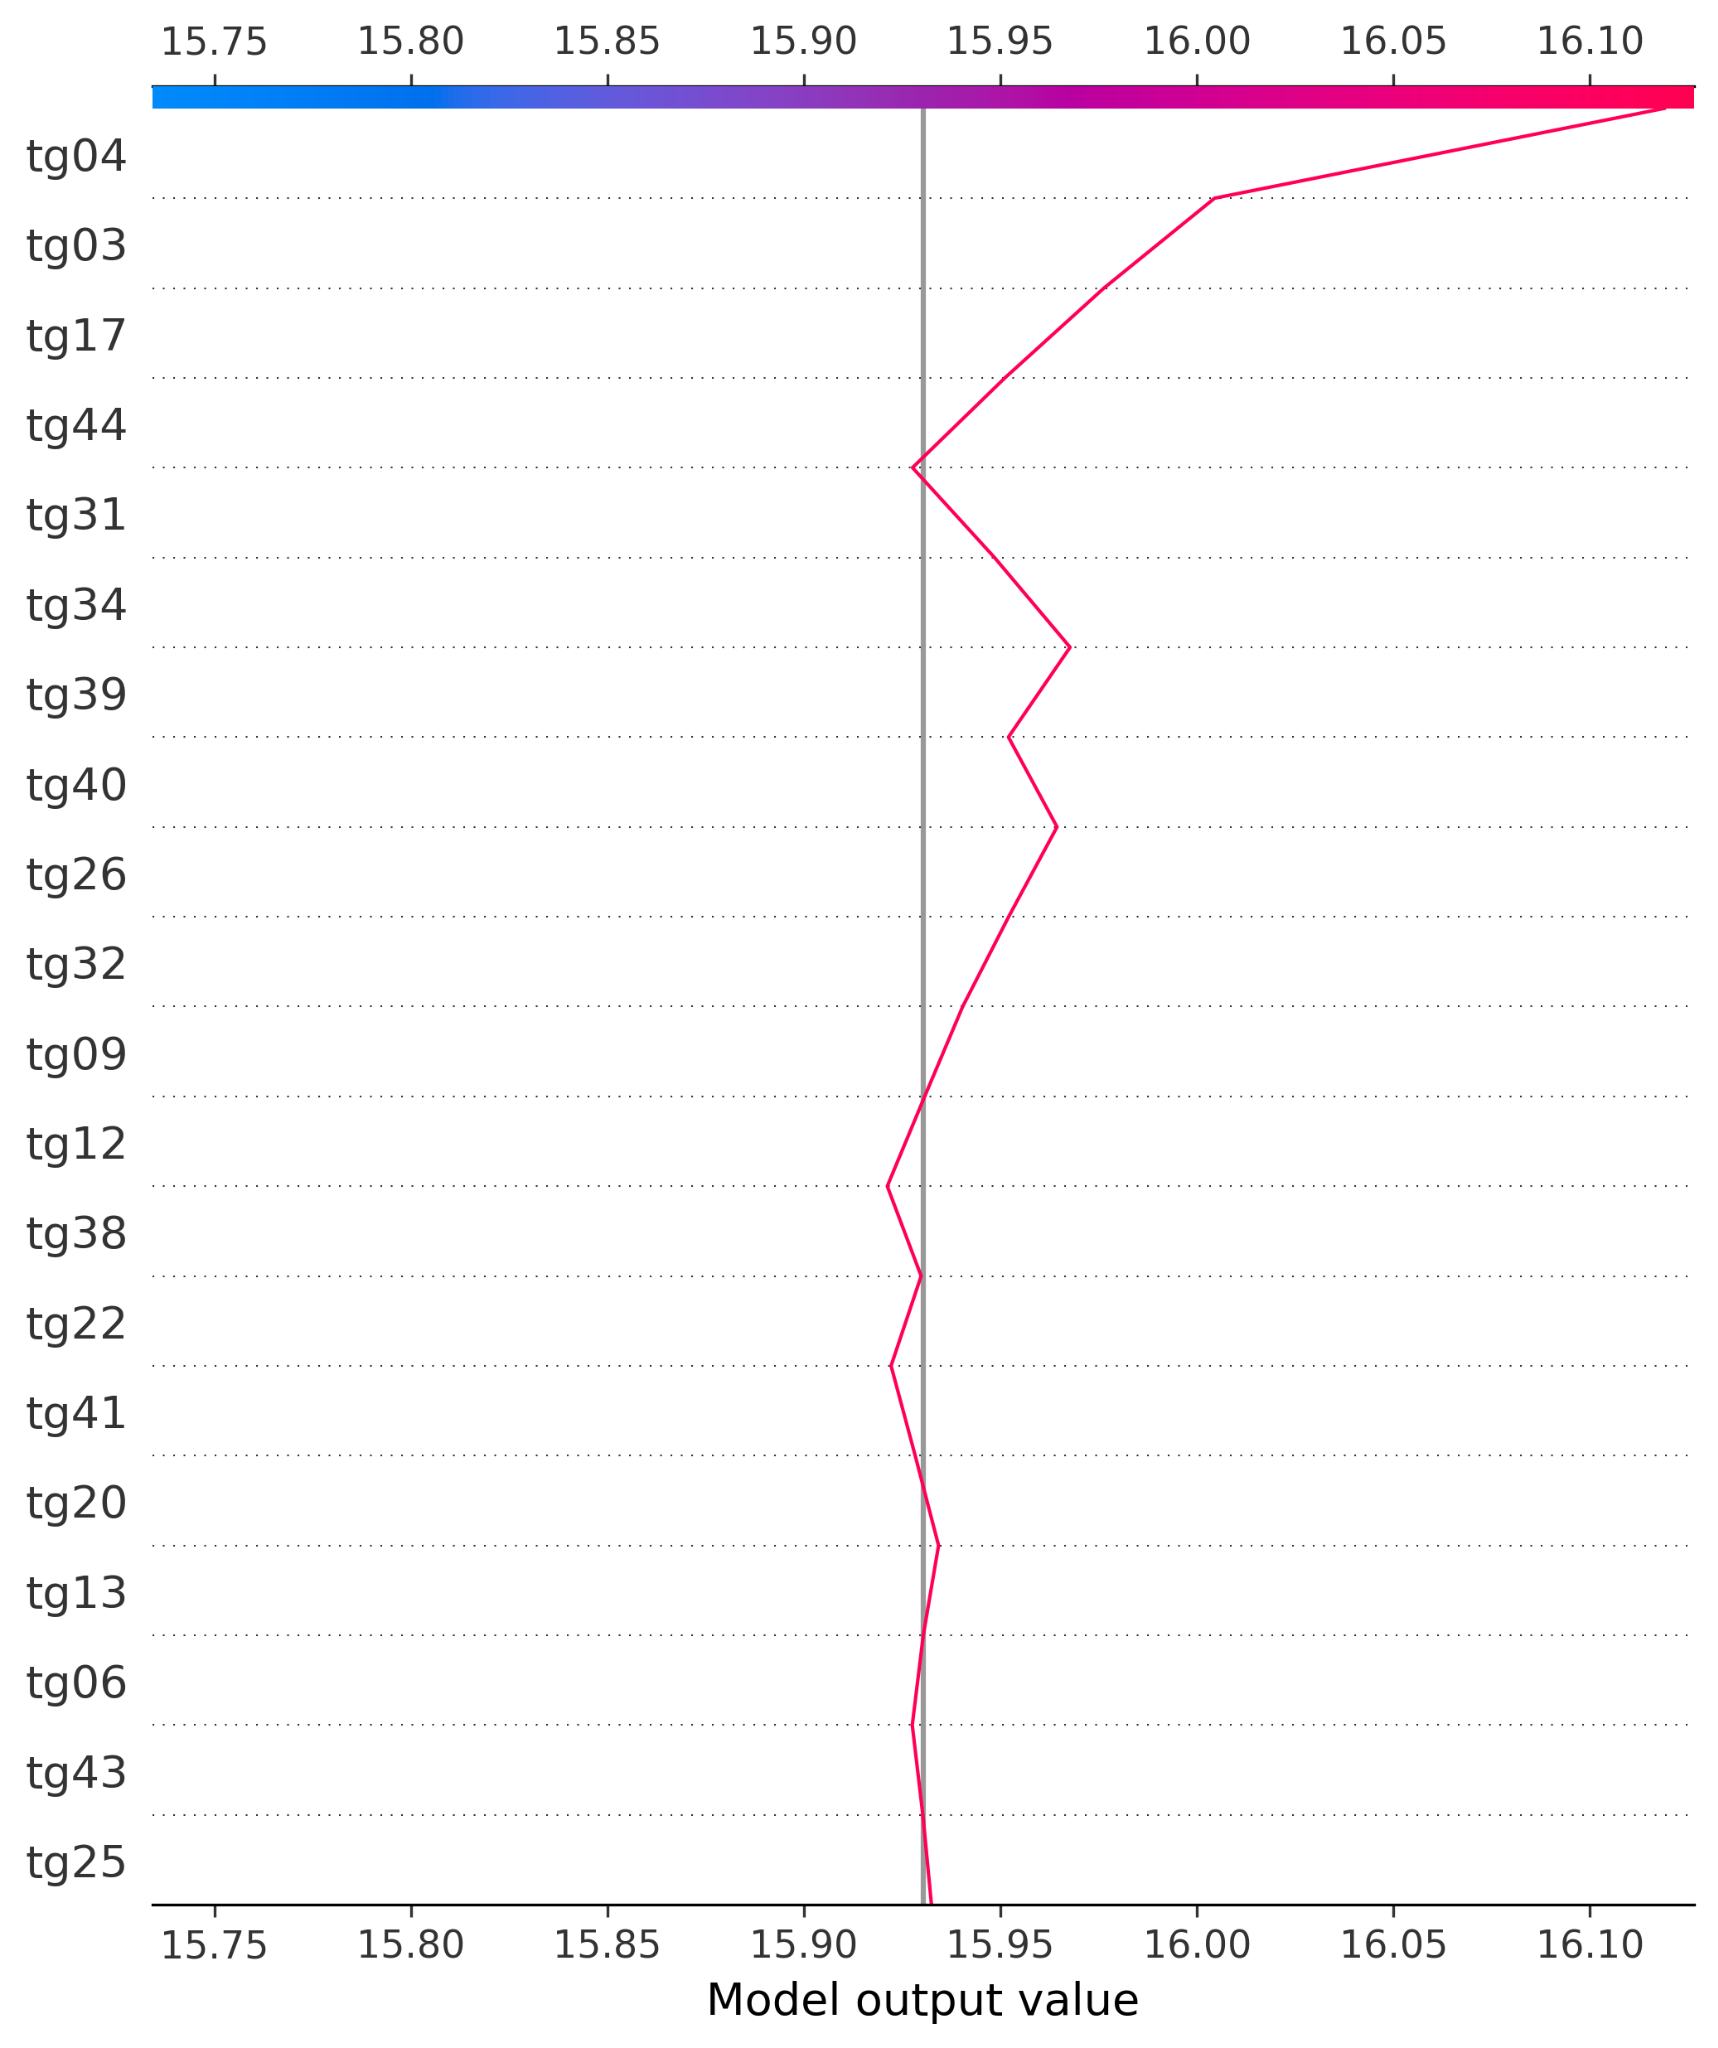 15.75 15.80 15.85 15.90 15.95 16.00 16.05 16.10
tg04
tg03
tg17
tg44
tg31
tg34
tg39
tg40
tg26
tg32
tg09
tg12
tg38
tg22
tg41
tg20
tg13
tg06
tg43
tg25
15.75 15.80 15.85 15.90 15.95 16.00 16.05 16.10
Model output value